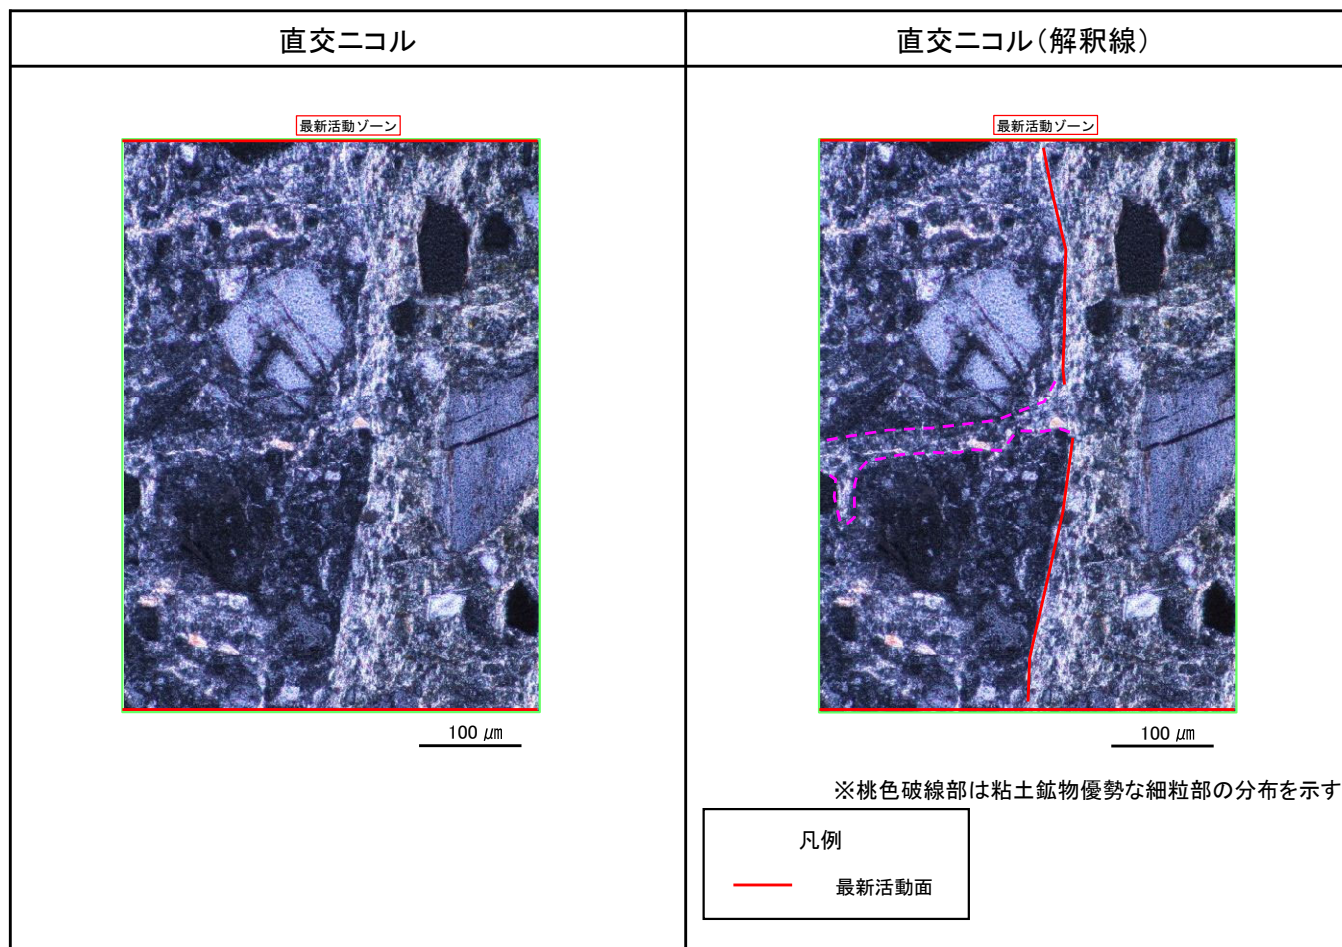 直交ニコル
直交ニコル(解釈線)
最新活動ゾーン
最新活動ゾーン
100 μm
100 μm
※桃色破線部は粘土鉱物優勢な細粒部の分布を示す
凡例
最新活動面